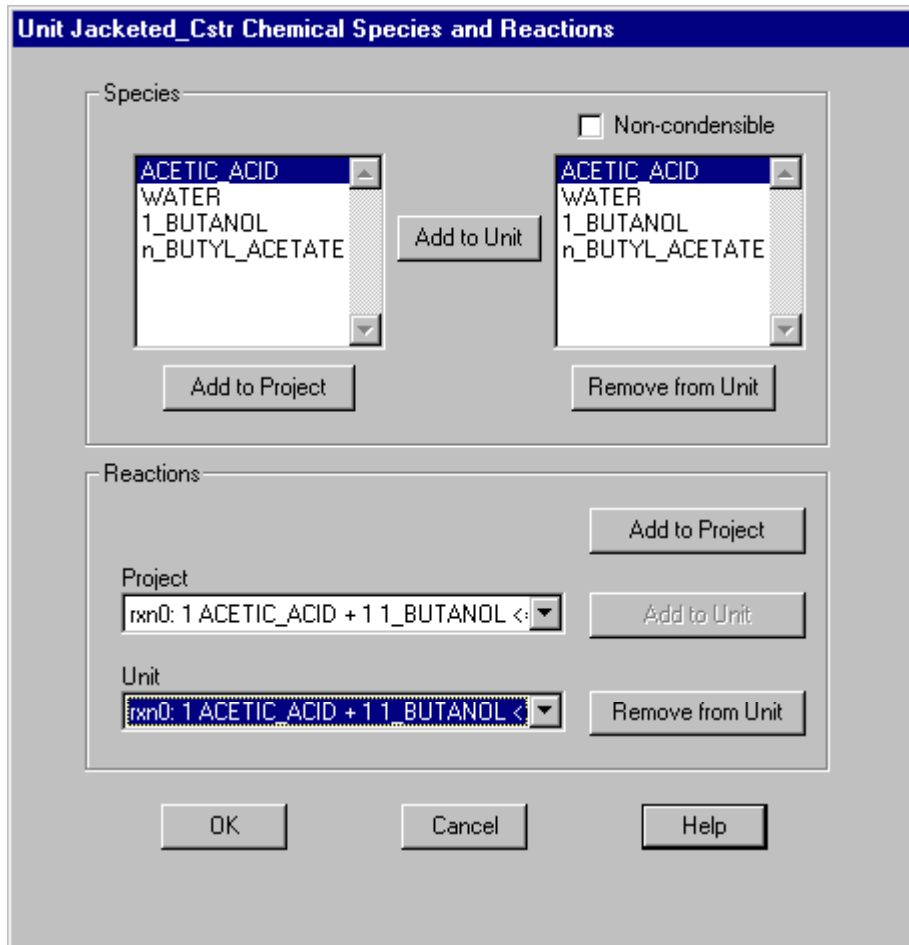 Unit Jacketed_Cstr Chemical Species and Reactions
Species
Non-condensible
ACETIC_ACID
WATER
1_BUTANOL
n_BUTYL_ACETATE
Add to Unit
ACETIC_ACID
WATER
1_BUTANOL
n_BUTYL_ACETATE
Add to Project
Remove from Unit
Reactions
Add to Project
Project
rxn0: 1 ACETIC_ACID + 1 1_BUTANOL <
Add to Unit
Unit
rxn0: 1 ACETIC_ACID + 1 1_BUTANOL <
Remove from Unit
OK
Cancel
Help